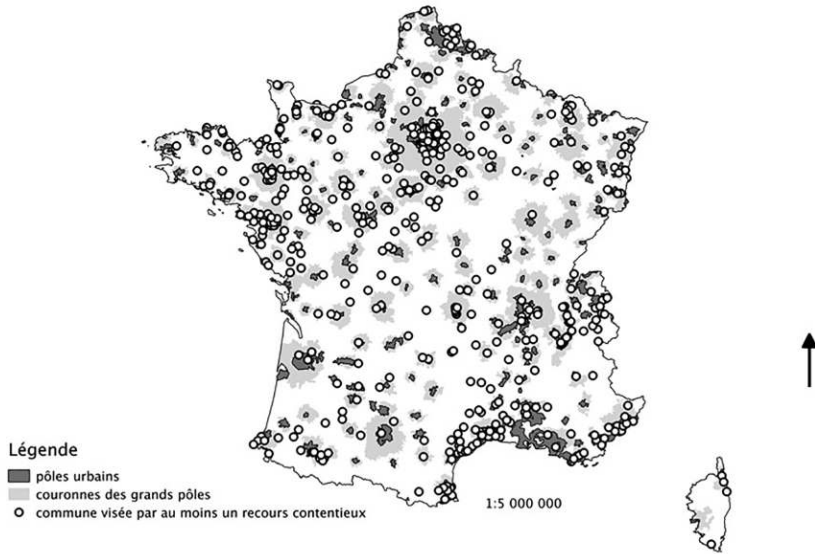 Légende
pôles urbains
couronnes des grands pôles
commune visée par au moins un recours contentieux
1:5 000 000